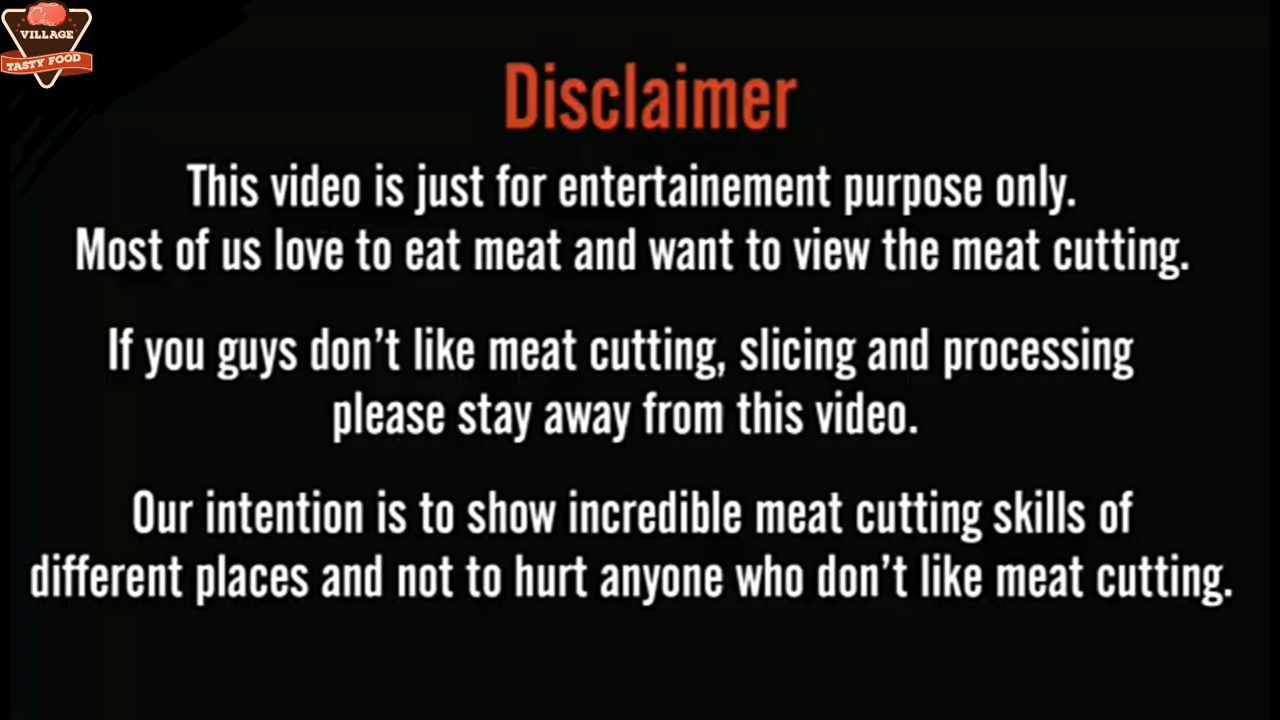 VILLAGE
TASTY FOOD
Disclaimer
This video is just for entertainement purpose only.
Most of us love to eat meat and want to view the meat cutting.
If you guys don’t like meat cutting, slicing and processing
please stay away from this video.
Our intention is to show incredible meat cutting skills of
different places and not to hurt anyone who don’t like meat cutting.